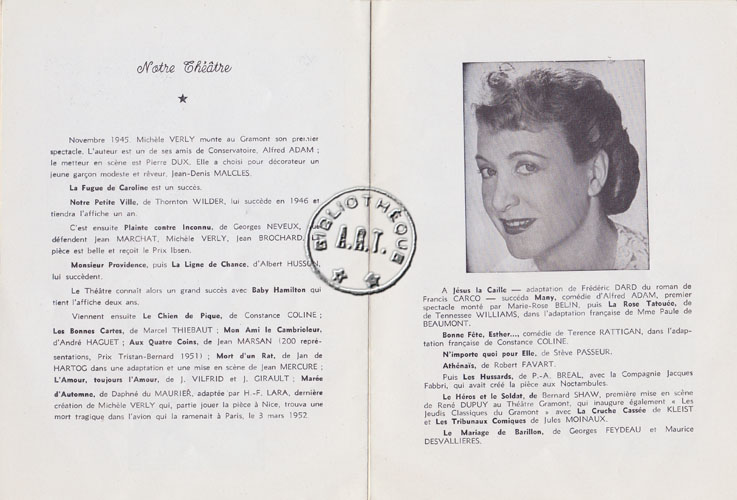 Notre Théâtre
Novembre 1945. Michèle VERLY monte au Gramont son premier
spectacle. L'auteur est un de ses amis de Conservatoire, Alfred ADAM ;
le metteur en scène est Pierre DUX. Elle a choisi pour décorateur un
jeune garçon modeste et rêveur, Jean-Denis MALCLES.
La Fugue de Caroline est un succès.
Notre Petite Ville, de Thornton WILDER, lui succède en 1946 et
tiendra l'affiche un an.
C'est ensuite Plainte contre Inconnu, de Georges NEVEUX, que
défendent Jean MARCHAT, Michèle VERLY, Jean BROCHARD.
pièce est belle et reçoit le Prix Ibsen.
Monsieur Providence, puis La Ligne de Chance, d'Albert HUSSON,
lui succèdent.
Le Théâtre connaît alors un grand succès avec Baby Hamilton qui
tient l'affiche deux ans.
Viennent ensuite Le Chien de Pique, de Constance COLINE ;
Les Bonnes Cartes, de Marcel THIEBAUT ; Mon Ami le Cambrioleur,
d'André HAGUET ; Aux Quatre Coins, de Jean MARSAN (200 repré-
sentations, Prix Tristan-Bernard 1951) ; Mort d'un Rat, de Jan de
HARTOG dans une adaptation et une mise en scène de Jean MERCURE ;
L'Amour, toujours l'Amour, de J. VILFRID et J. GIRAULT ; Marée
d'Automne, de Daphné du MAURIER, adaptée par H.-F. LARA, dernière
création de Michèle VERLY qui, partie jouer la pièce à Nice, trouva une
mort tragique dans l'avion qui la ramenait à Paris, le 3 mars 1952.
BIBLIOTHÈQUE
A.R.T.
A Jésus la Caille — adaptation de Frédéric DARD du roman de
Francis CARCO — succéda Many, comédie d'Alfred ADAM, premier
spectacle monté par Marie-Rose BELIN, puis La Rose Tatouée, de
de Tennessee WILLIAMS, dans l'adaptation française de Mme Paule de
BEAUMONT.
Bonne Fête, Esther..., comédie de Terence RATTIGAN, dans l'adap-
tation française de Constance COLINE.
N'importe quoi pour Elle, de Stève PASSEUR.
Athénaïs, de Robert FAVART.
Puis Les Hussards, de P.-A. BREAL, avec la Compagnie Jacques
Fabbri, qui avait créé la pièce aux Noctambules.
Le Héros et le Soldat, de Bernard SHAW, première mise en scène
de René DUPUY au Théâtre Gramont, qui inaugure également « Les
Jeudis Classiques du Gramont » avec La Cruche Cassée de KLEIST
et Les Tribunaux Comiques de Jules MOINAUX.
Le Mariage de Barillon, de Georges FEYDEAU et Maurice
DESVALLIERES.